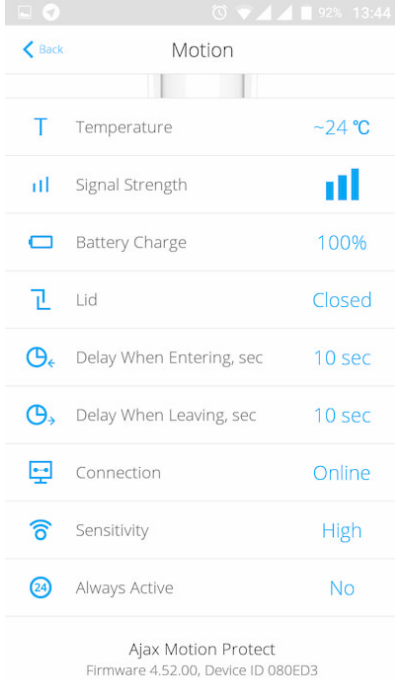 92% 13:44
Back Motion
T Temperature ~24 °C
Signal Strength
Battery Charge 100%
Lid Closed
Delay When Entering, sec 10 sec
Delay When Leaving, sec 10 sec
Connection Online
Sensitivity High
24 Always Active No
Ajax Motion Protect
Firmware 4.52.00, Device ID 080ED3